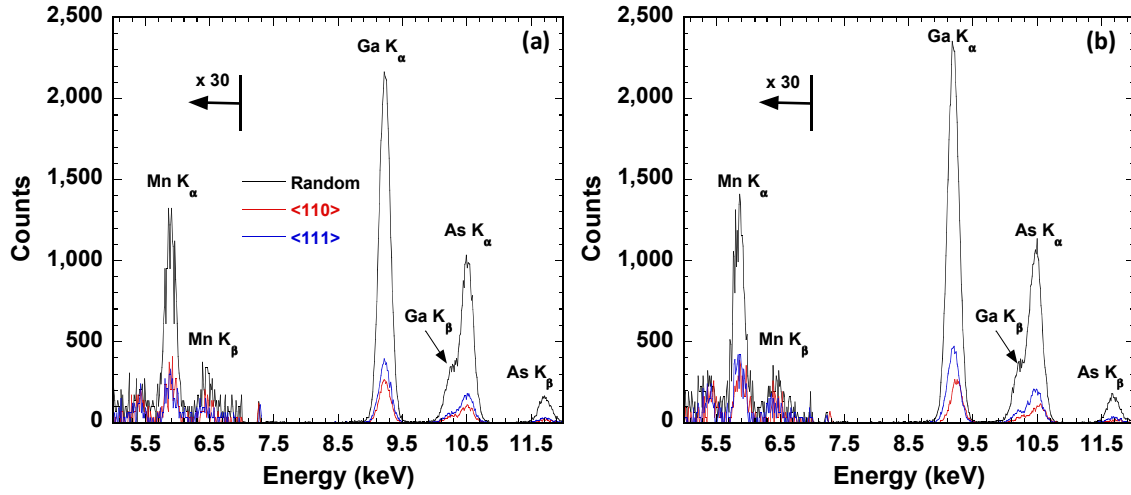 2,500
2,000
1,500
1,000
500
0
Counts
(a)
Ga Kα
x 30
Mn Kα
Random
<110>
<111>
As Kα
Ga Kβ
Mn Kβ
As Kβ
5.5 6.5 7.5 8.5 9.5 10.5 11.5
Energy (keV)
2,500
2,000
1,500
1,000
500
0
Counts
(b)
Ga Kα
x 30
Mn Kα
As Kα
Ga Kβ
Mn Kβ
As Kβ
5.5 6.5 7.5 8.5 9.5 10.5 11.5
Energy (keV)